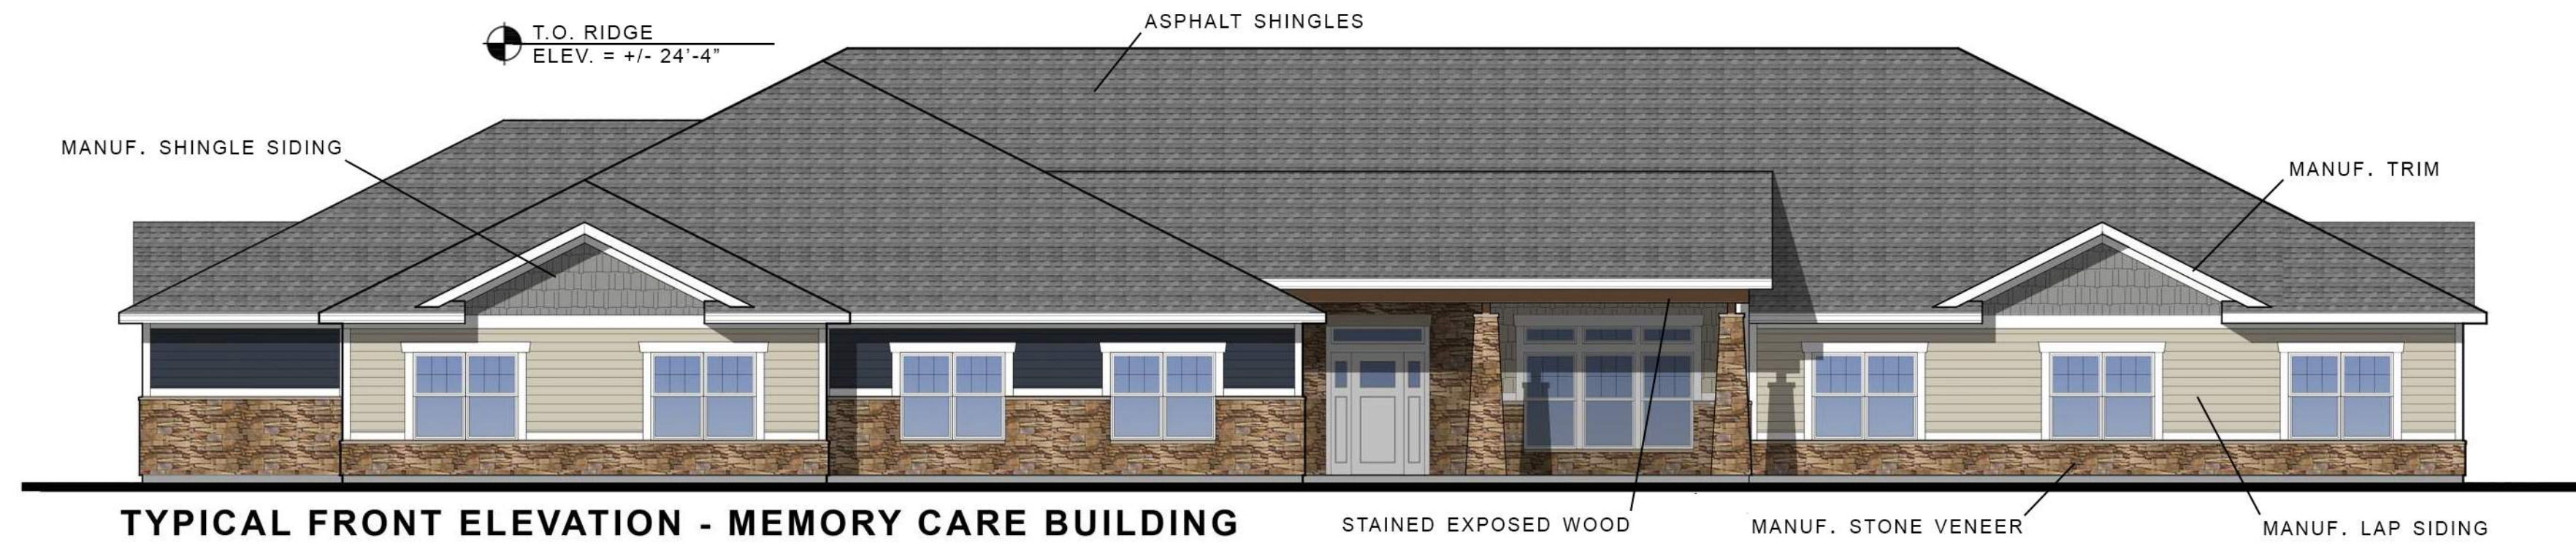 ASPHALT SHINGLES
T.O. RIDGE
ELEV. = +/- 24'-4"
MANUF. SHINGLE SIDING
MANUF. TRIM
TYPICAL FRONT ELEVATION - MEMORY CARE BUILDING
STAINED EXPOSED WOOD
MANUF. STONE VENEER
MANUF. LAP SIDING